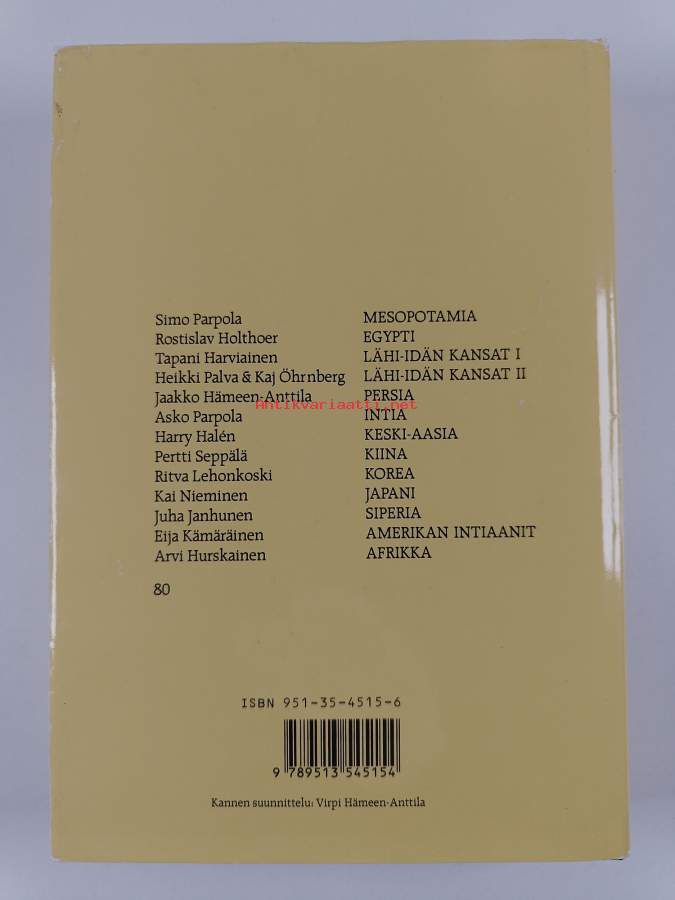 Simo Parpola MESOPOTAMIA
Rostislav Holthoer EGYPTI
Tapani Harviainen LÄHI-IDÄN KANSAT I
Heikki Palva & Kaj Öhrnberg LÄHI-IDÄN KANSAT II
Jaakko Hämeen-Anttila PERSIA
Antikvariaatti.net
Asko Parpola INTIA
Harry Halén KESKI-AASIA
Pertti Seppälä KIINA
Ritva Lehonkoski KOREA
Kai Nieminen JAPANI
Juha Janhunen SIPERIA
Eija Kämäräinen AMERIKAN INTIAANIT
Arvi Hurskainen AFRIKKA
80
ISBN 951-35-4515-6
9 789513 545154
Kannen suunnittelu: Virpi Hämeen-Anttila